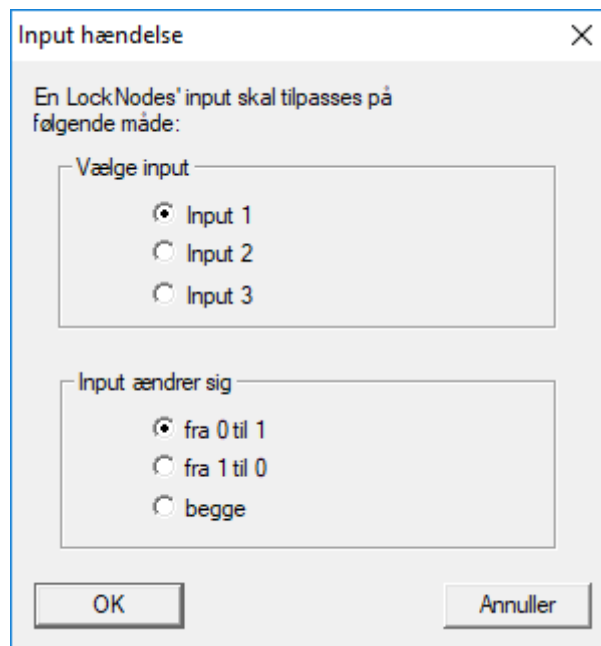 Input hændelse
En LockNodes' input skal tilpasses på
følgende måde:
Vælge input
Input 1
Input 2
Input 3
Input ændrer sig
fra 0 til 1
fra 1 til 0
begge
OK
Annuller